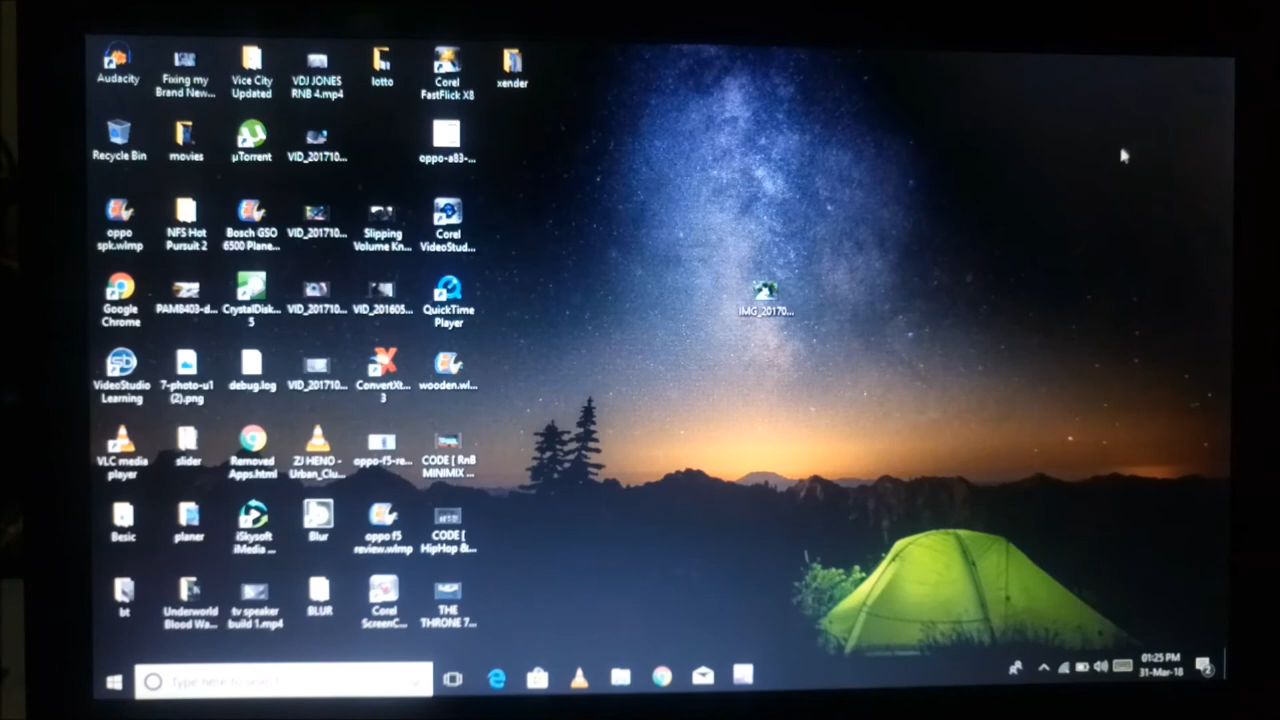 Audacity
Fixing my
Brand New...
Vice City
Updated
VDJ JONES
RNB 4.mp4
lotto
Corel
FastFlick X8
xender
Recycle Bin
movies
µTorrent
VID_201710...
oppo-a83-...
oppo
spk.wlmp
NFS Hot
Pursuit 2
Bosch GSO
6500 Plane...
VID_201710...
Slipping
Volume Kn...
Corel
VideoStud...
Google
Chrome
PAM8403-d...
CrystalDisk...
5
VID_201710...
VID_201605...
QuickTime
Player
IMG_20170...
VideoStudio
Learning
7-photo-u1
(2).png
debug.log
VID_201710...
ConvertXt...
3
wooden.wl...
VLC media
player
slider
Removed
Apps.html
ZJ HENO -
Urban_Clu...
oppo-f5-re...
CODE [ RnB
MINIMIX ...
Besic
planer
iSkysoft
iMedia ...
Blur
oppo f5
review.wlmp
CODE [
HipHop &...
bt
Underworld
Blood Wa...
tv speaker
build 1.mp4
BLUR
Corel
ScreenC...
THE
THRONE 7...
Type here to search
01:25 PM
31-Mar-18
2